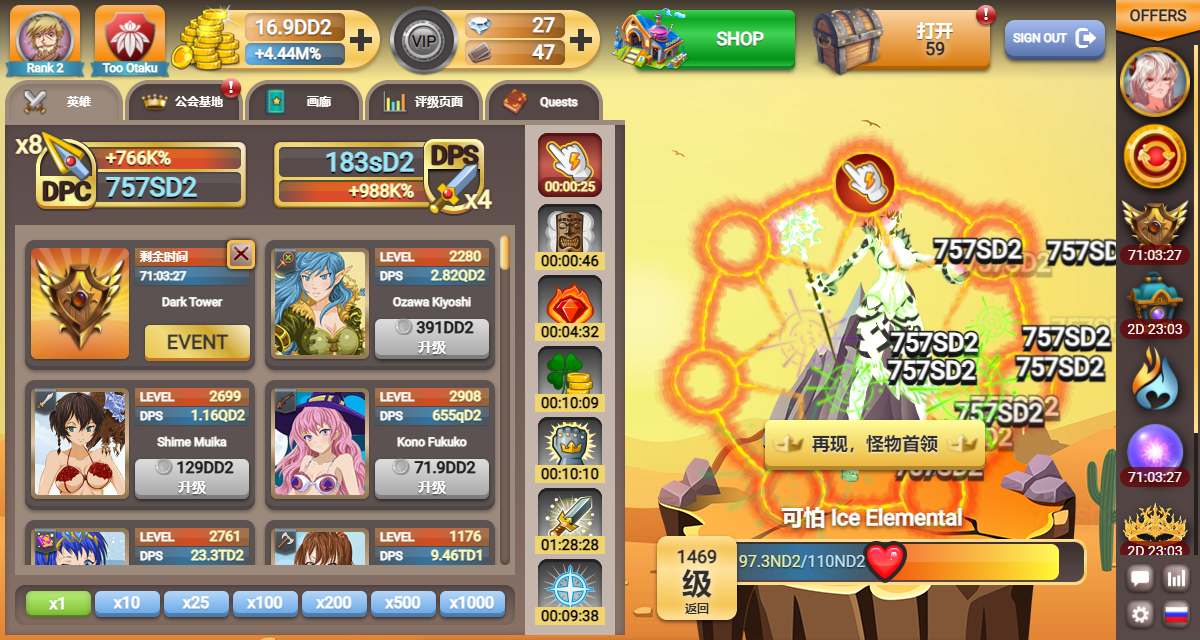 Rank 2
Too Otaku
16.9DD2
+4.44M%
VIP
27
47
SHOP
打开
59
SIGN OUT
OFFERS
英雄
公会基地
画廊
评级页面
Quests
x8
DPC
+766K%
757SD2
183sD2
+988K%
DPS
x4
00:00:25
00:00:46
00:04:32
00:10:09
00:10:10
01:28:28
00:09:38
剩余时间
71:03:27
Dark Tower
EVENT
LEVEL 2280
DPS 2.82QD2
Ozawa Kiyoshi
391DD2
升级
LEVEL 2699
DPS 1.16QD2
Shime Muika
129DD2
升级
LEVEL 2908
DPS 655qD2
Kono Fukuko
71.9DD2
升级
LEVEL 2761
DPS 23.3TD2
LEVEL 1176
DPS 9.46TD1
x1
x10
x25
x100
x200
x500
x1000
757SD2
757SD
757SD2
757SD2
757SD2
757SD2
757SD2
再现，怪物首领
可怕 Ice Elemental
1469
级
返回
97.3ND2/110ND2
71:03:27
2D 23:03
71:03:27
2D 23:03